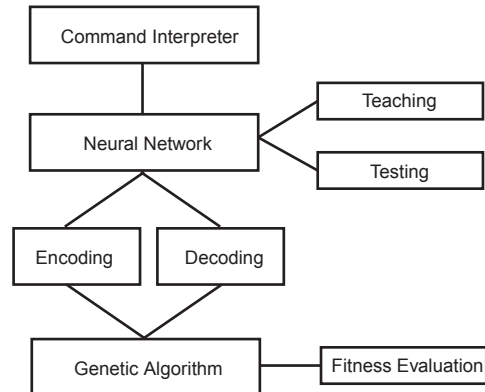 Command Interpreter
Teaching
Neural Network
Testing
Encoding
Decoding
Genetic Algorithm
Fitness Evaluation